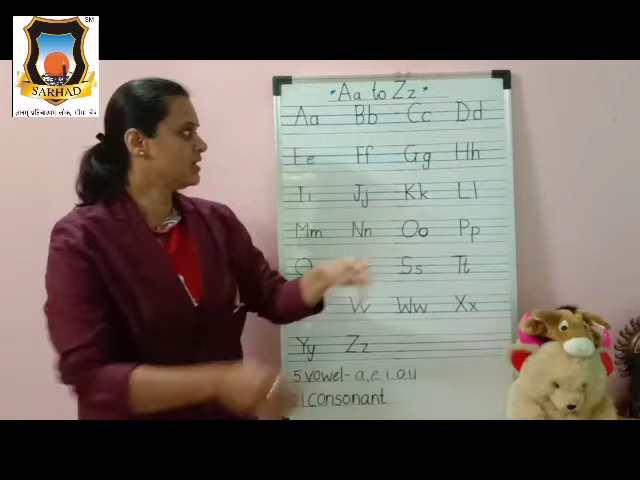 SM
SARHAD
Aa to Zz
Aa Bb Cc Dd
Ee Ff Gg Hh
Ii Jj Kk Ll
Mm Nn Oo Pp
Ss Tt
Ww Xx
Yy Zz
5 vowel- a, e, i, o, u
consonant